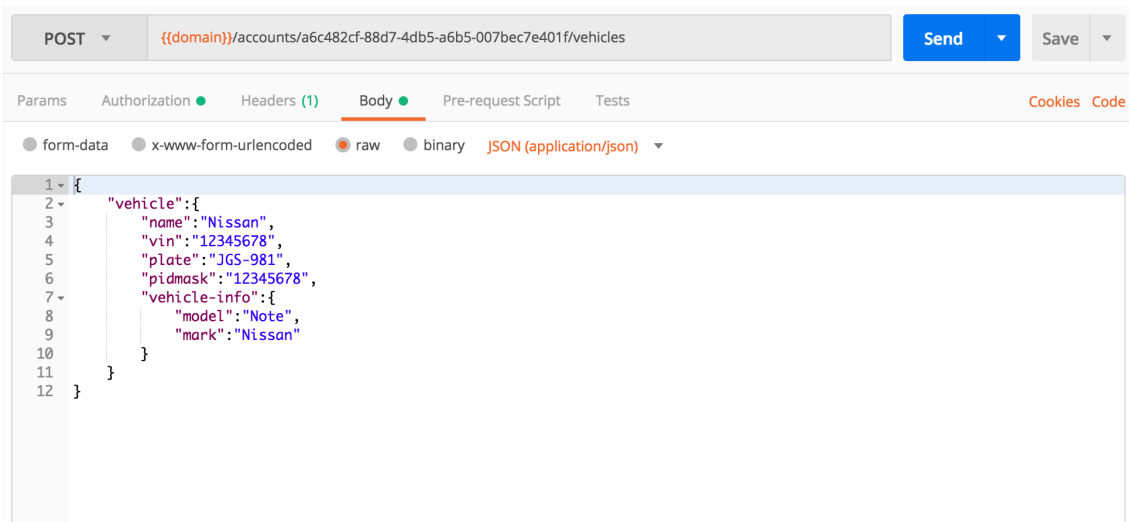 POST {{domain}}/accounts/a6c482cf-88d7-4db5-a6b5-007bec7e401f/vehicles Send Save
Params Authorization Headers (1) Body Pre-request Script Tests Cookies Code
form-data x-www-form-urlencoded raw binary JSON (application/json)
1 {
2 "vehicle":{
3 "name":"Nissan",
4 "vin":"12345678",
5 "plate":"JGS-981",
6 "pidmask":"12345678",
7 "vehicle-info":{
8 "model":"Note",
9 "mark":"Nissan"
10 }
11 }
12 }